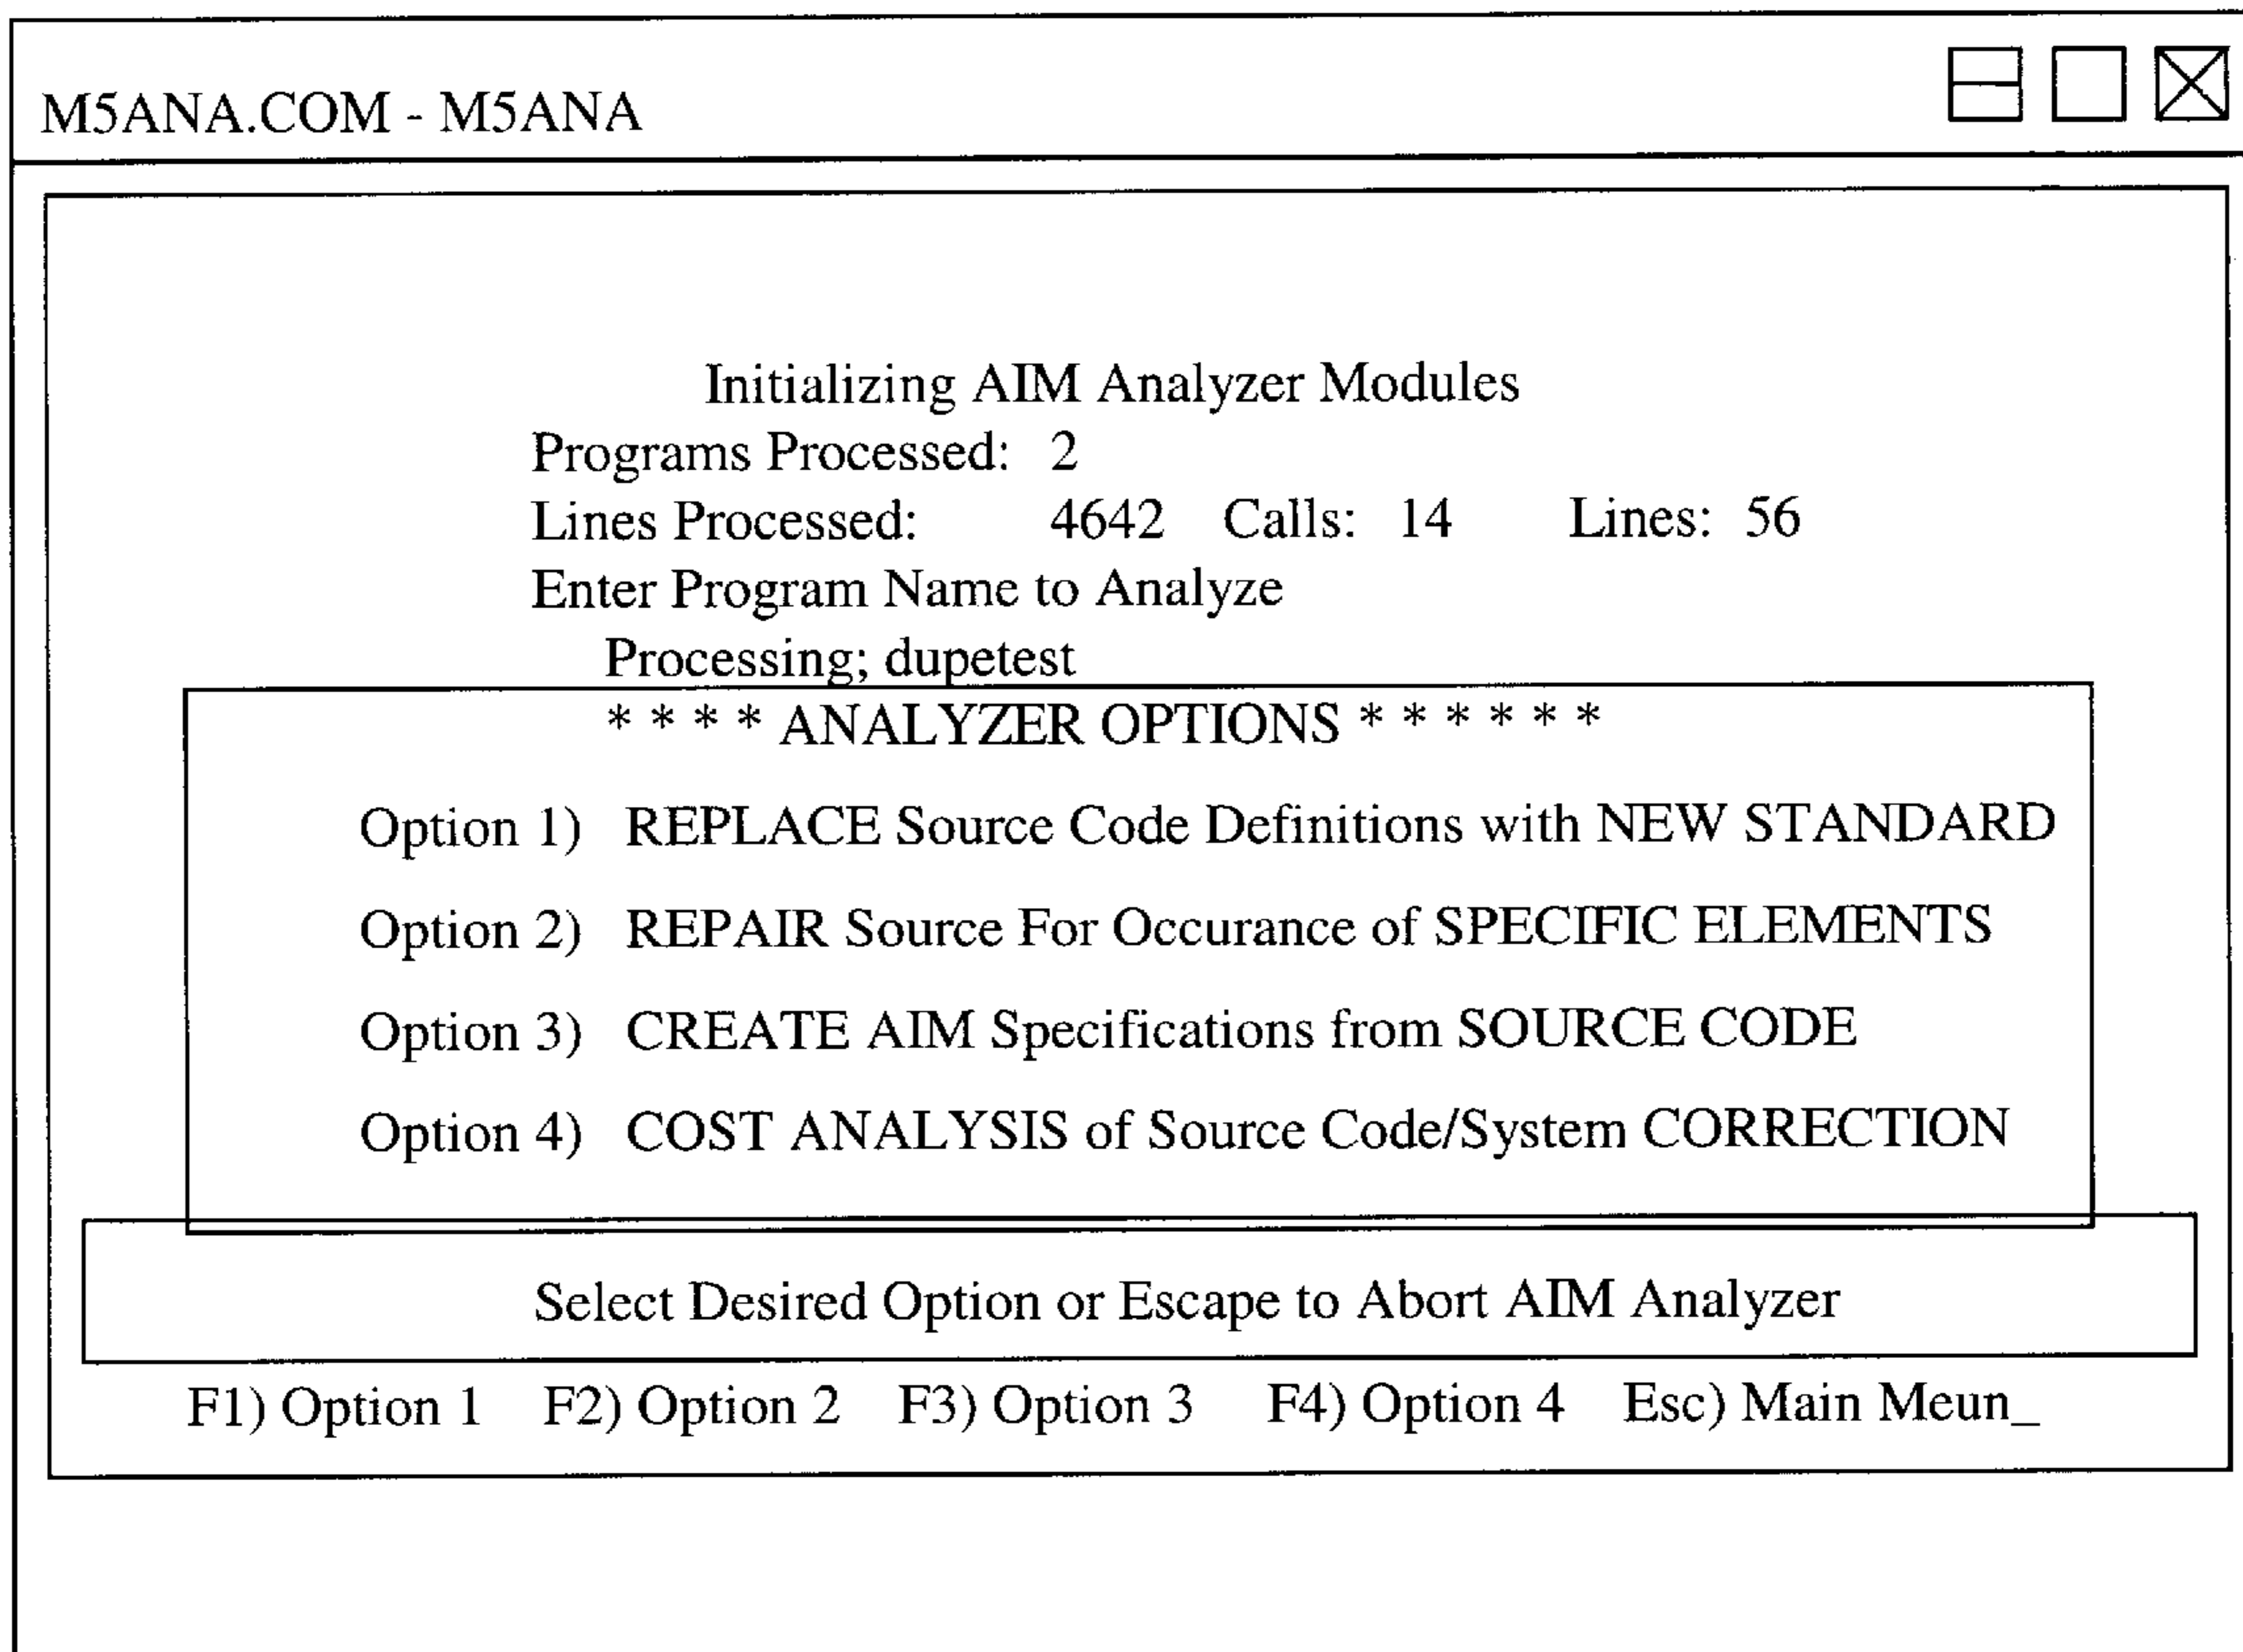 M5ANA.COM - M5ANA
Initializing AIM Analyzer Modules
Programs Processed: 2
Lines Processed: 4642 Calls: 14 Lines: 56
Enter Program Name to Analyze
Processing; dupetest
* * * * ANALYZER OPTIONS * * * * * *
Option 1) REPLACE Source Code Definitions with NEW STANDARD
Option 2) REPAIR Source For Occurance of SPECIFIC ELEMENTS
Option 3) CREATE AIM Specifications from SOURCE CODE
Option 4) COST ANALYSIS of Source Code/System CORRECTION
Select Desired Option or Escape to Abort AIM Analyzer
F1) Option 1 F2) Option 2 F3) Option 3 F4) Option 4 Esc) Main Meun_